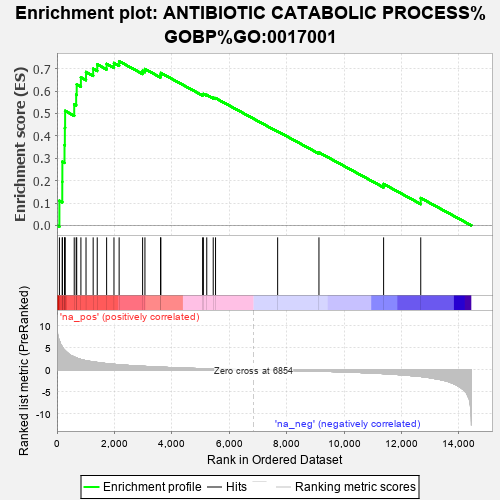 Enrichment plot: ANTIBIOTIC CATABOLIC PROCESS%
GOBP%GO:0017001
Enrichment score (ES)
0.7
0.6
0.5
0.4
0.3
0.2
0.1
0.0
'na_pos' (positively correlated)
Ranked list metric (PreRanked)
10
5
0
-5
-10
Zero cross at 6854
'na_neg' (negatively correlated)
0
2,000
4,000
6,000
8,000
10,000
12,000
14,000
Rank in Ordered Dataset
Enrichment profile
Hits
Ranking metric scores